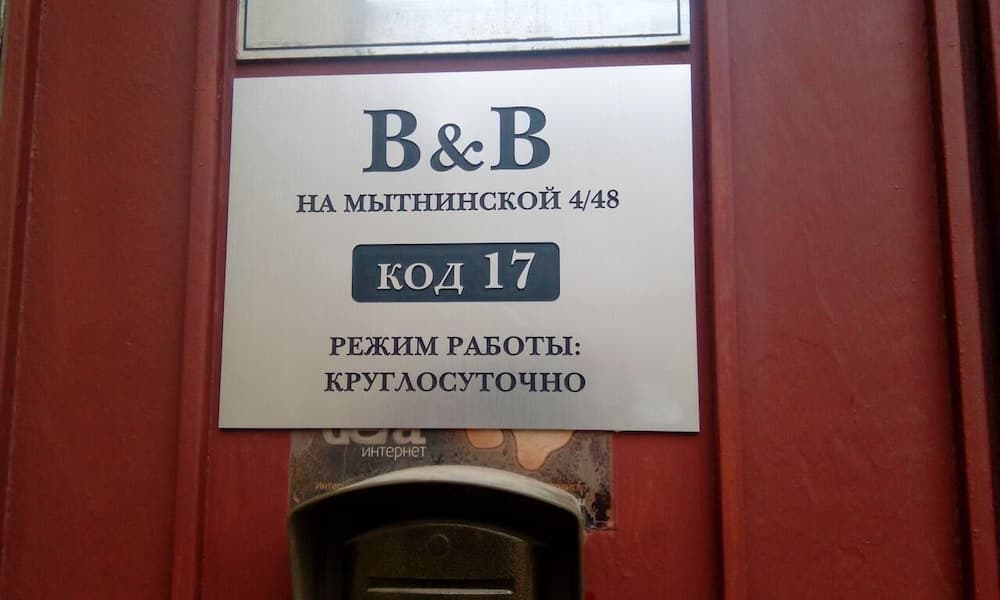 B&B
НА МЫТНИНСКОЙ 4/48
КОД 17
РЕЖИМ РАБОТЫ:
КРУГЛОСУТОЧНО
интернет